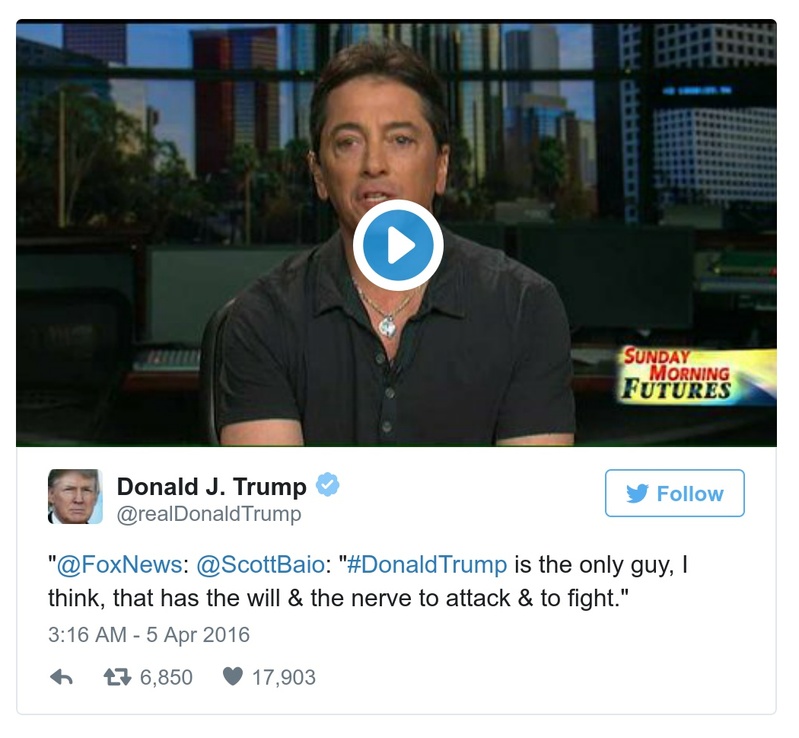 SUNDAY
MORNING
FUTURES
Donald J. Trump
@realDonaldTrump
Follow
"@FoxNews: @ScottBaio: "#DonaldTrump is the only guy, I
think, that has the will & the nerve to attack & to fight."
3:16 AM - 5 Apr 2016
6,850 17,903